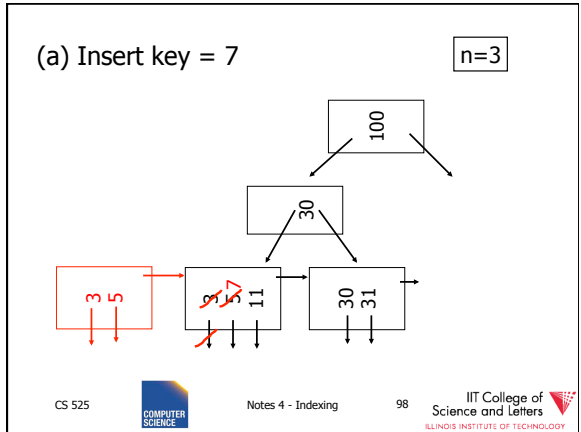 (a) Insert key = 7
n=3
100
30
3 5
3 5 7 11
30 31
CS 525
COMPUTER
SCIENCE
Notes 4 - Indexing
98
IIT College of
Science and Letters
ILLINOIS INSTITUTE OF TECHNOLOGY